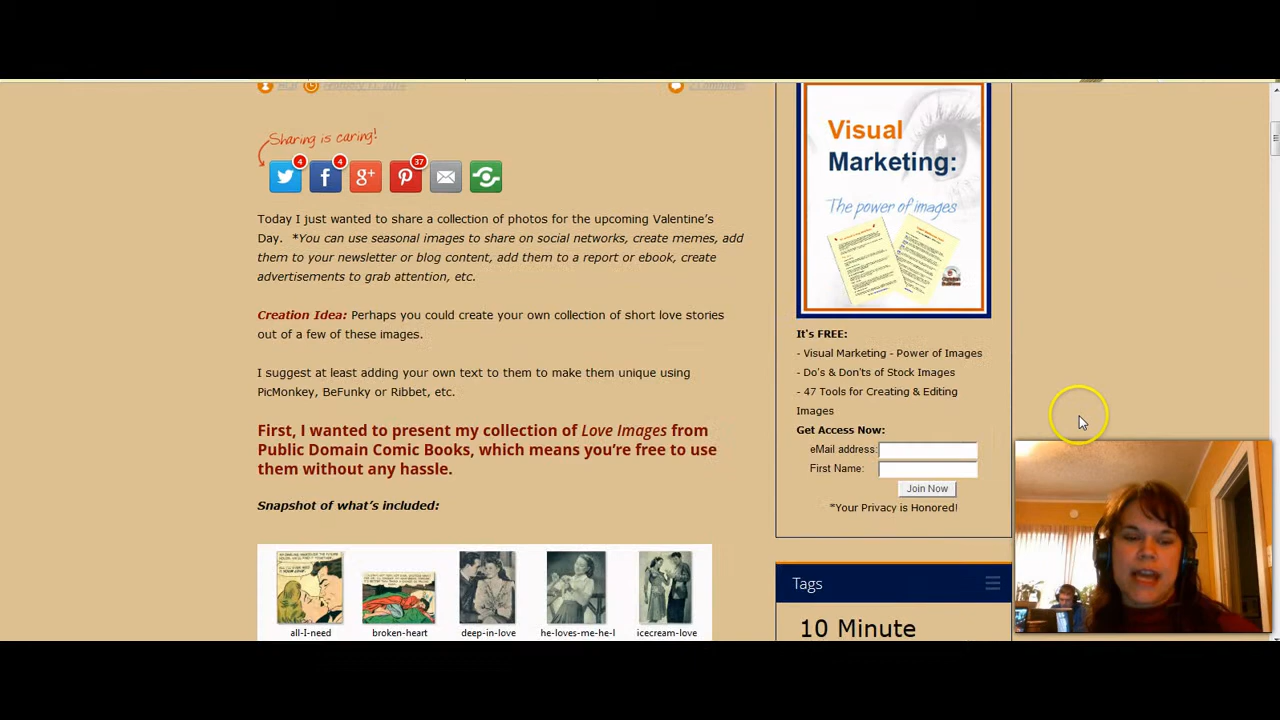 Sharing is caring!
4
4
37
g+
Today I just wanted to share a collection of photos for the upcoming Valentine's
Day.  *You can use seasonal images to share on social networks, create memes, add
them to your newsletter or blog content, add them to a report or ebook, create
advertisements to grab attention, etc.
Creation Idea: Perhaps you could create your own collection of short love stories
out of a few of these images.
I suggest at least adding your own text to them to make them unique using
PicMonkey, BeFunky or Ribbet, etc.
First, I wanted to present my collection of Love Images from
Public Domain Comic Books, which means you're free to use
them without any hassle.
Snapshot of what's included:
all-I-need
broken-heart
deep-in-love
he-loves-me-he-l
icecream-love
Visual
Marketing:
The power of images
It's FREE:
- Visual Marketing - Power of Images
- Do's & Don'ts of Stock Images
- 47 Tools for Creating & Editing
Images
Get Access Now:
eMail address:
First Name:
Join Now
*Your Privacy is Honored!
Tags
10 Minute